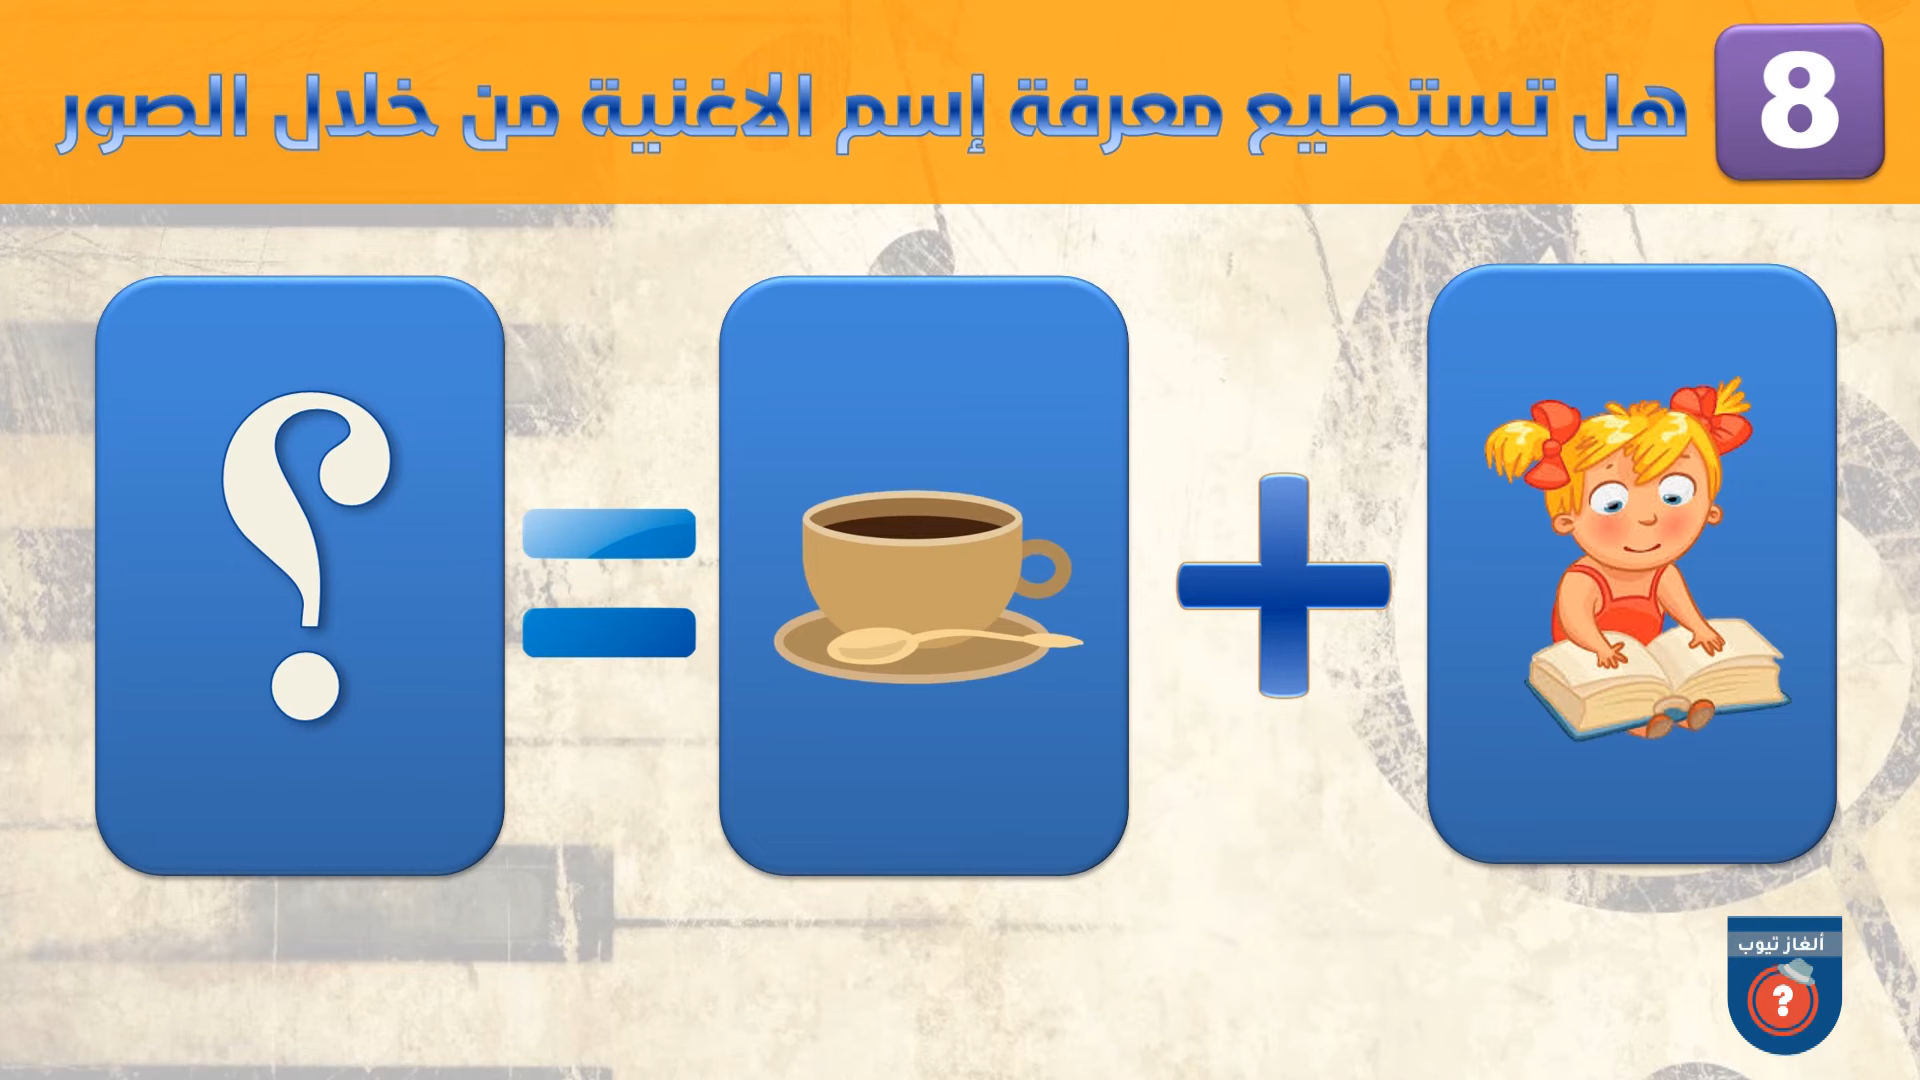 8
هل تستطيع معرفة إسم الاغنية من خلال الصور
+
=
؟
ألغاز تيوب
?